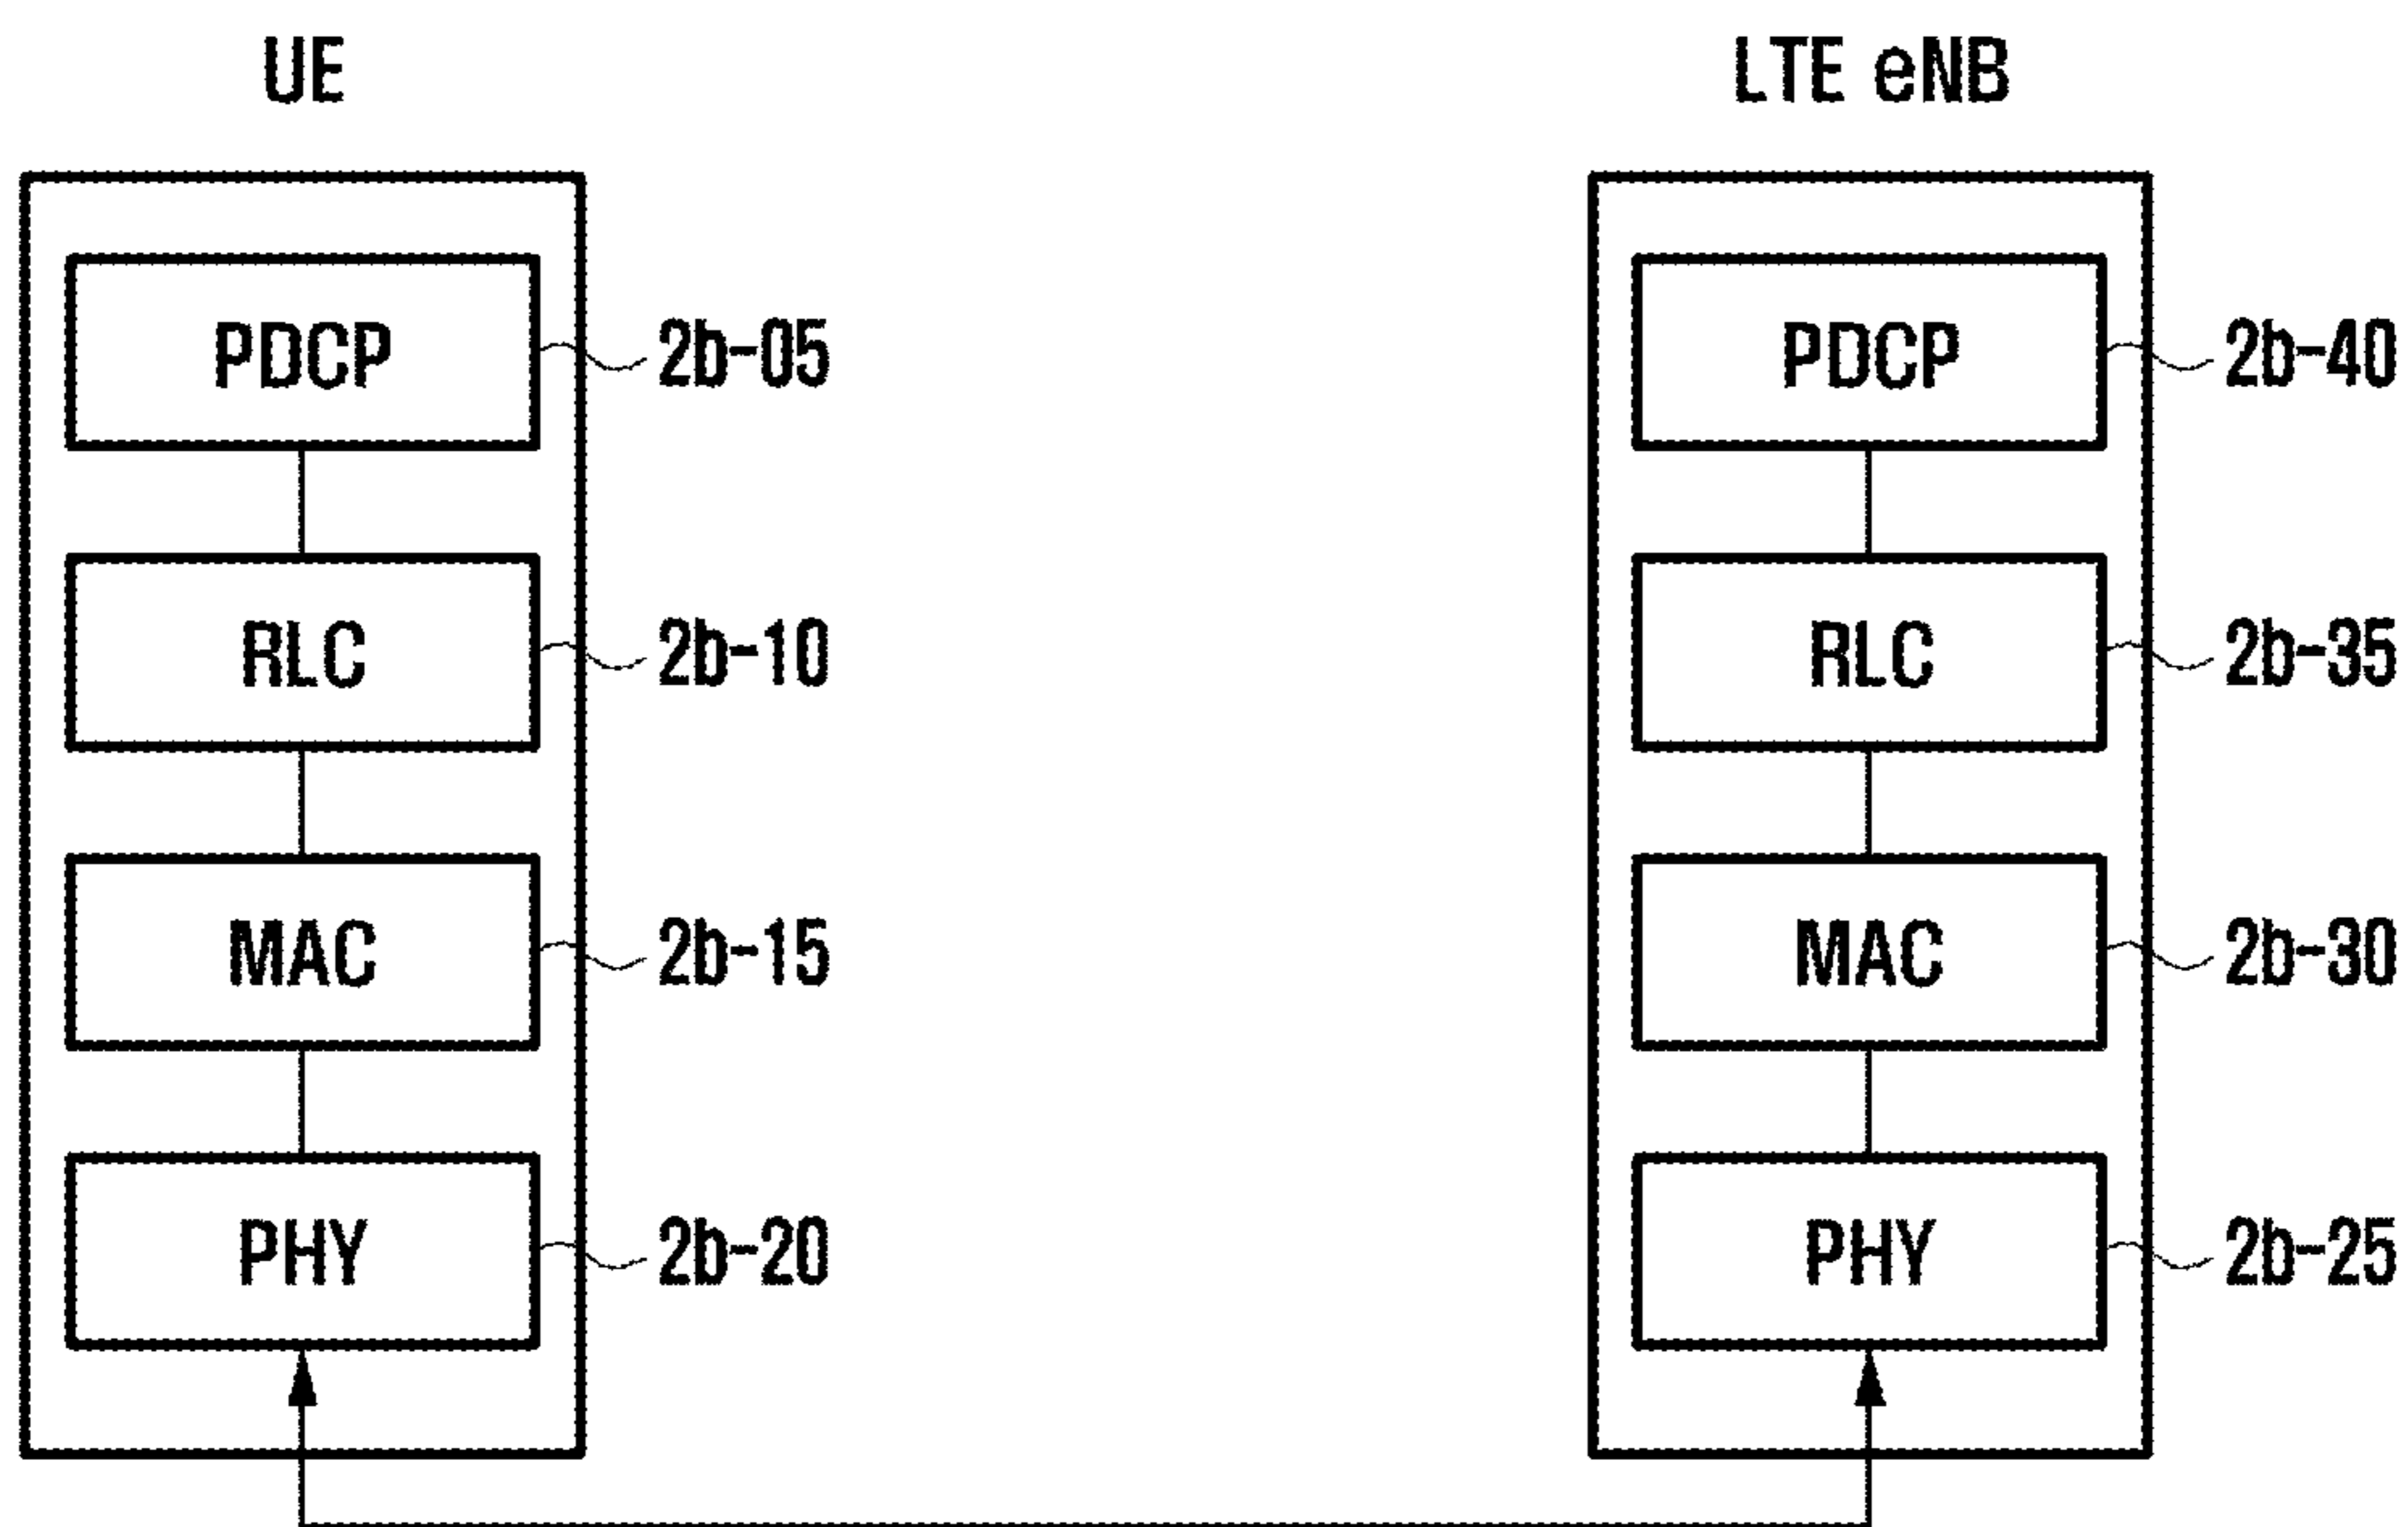 UE
LTE eNB
PDCP
2b-05
PDCP
2b-40
RLC
2b-10
RLC
2b-35
MAC
2b-15
MAC
2b-30
PHY
2b-20
PHY
2b-25